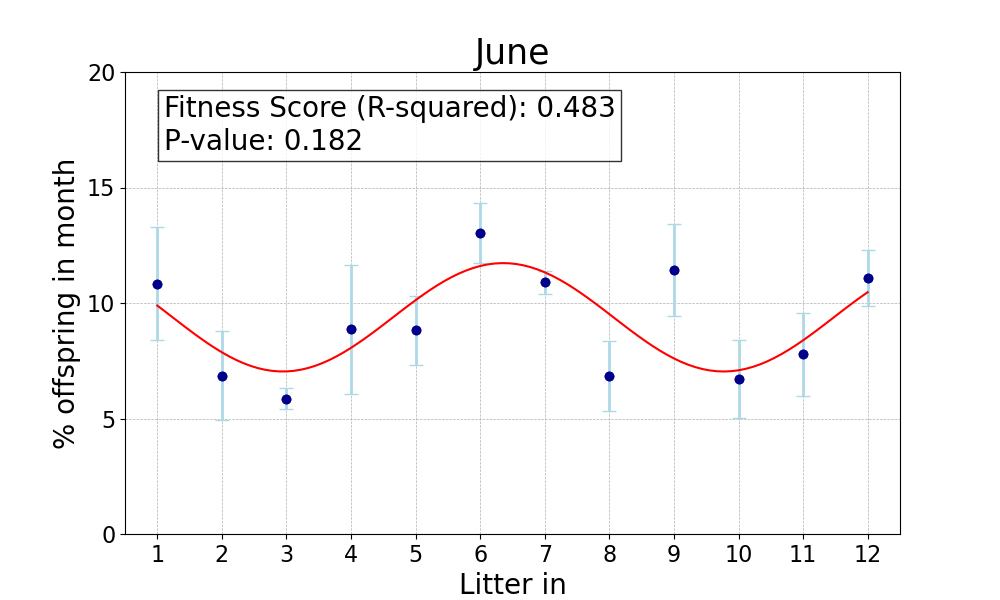 June
Fitness Score (R-squared): 0.483
P-value: 0.182
% offspring in month
20
15
10
5
0
1 2 3 4 5 6 7 8 9 10 11 12
Litter in